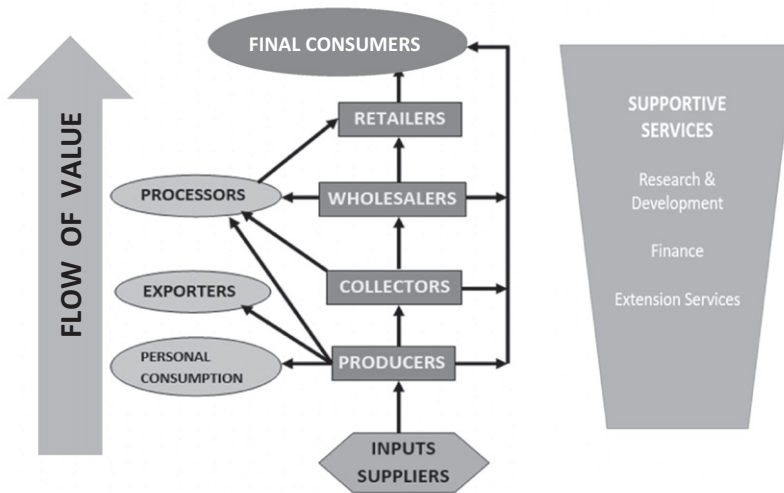 FINAL CONSUMERS
RETAILERS
PROCESSORS
WHOLESALERS
EXPORTERS
COLLECTORS
PERSONAL
CONSUMPTION
PRODUCERS
INPUTS
SUPPLIERS
FLOW OF VALUE
SUPPORTIVE
SERVICES
Research &
Development
Finance
Extension Services